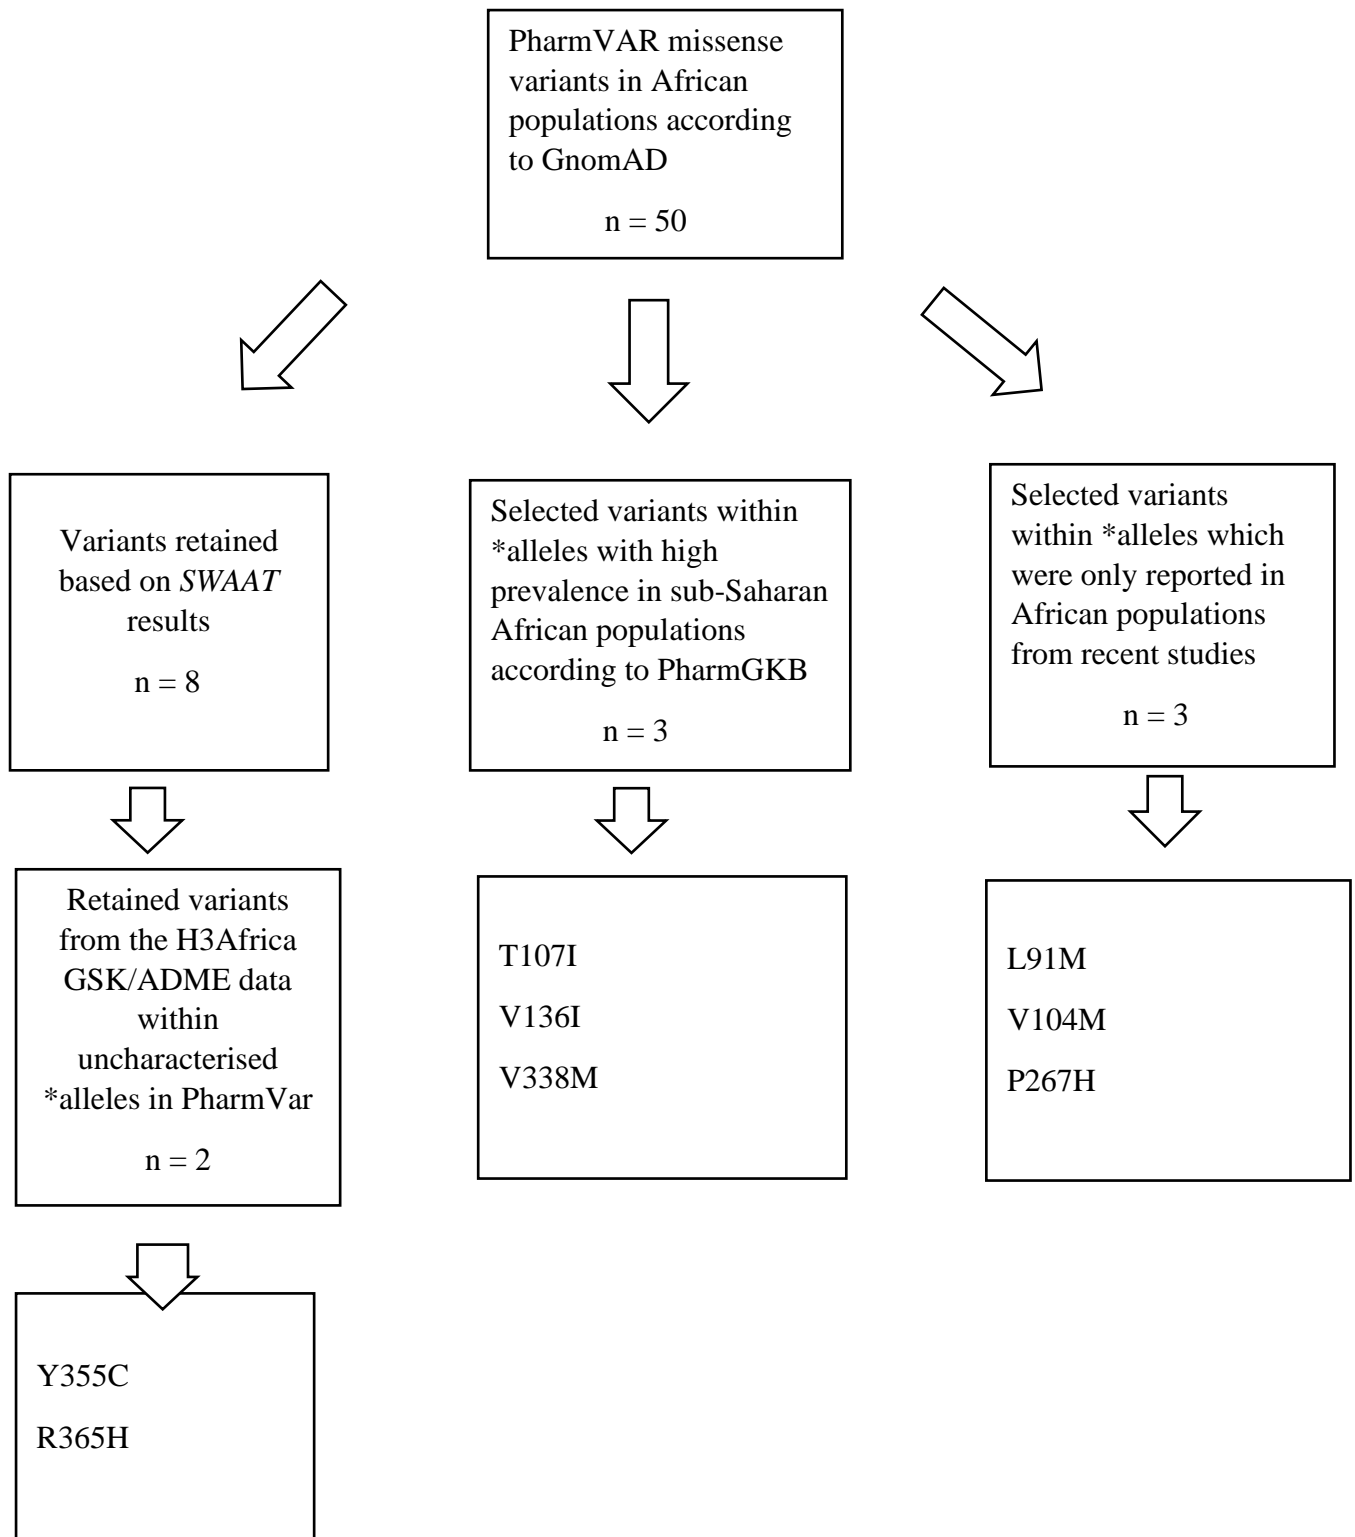 PharmVAR missense
variants in African
populations according
to GnomAD
n = 50
Variants retained
based on SWAAT
results
n = 8
Selected variants within
*alleles with high
prevalence in sub-Saharan
African populations
according to PharmGKB
n = 3
Selected variants
within *alleles which
were only reported in
African populations
from recent studies
n = 3
Retained variants
from the H3Africa
GSK/ADME data
within
uncharacterised
*alleles in PharmVar
n = 2
T107I
V136I
V338M
L91M
V104M
P267H
Y355C
R365H